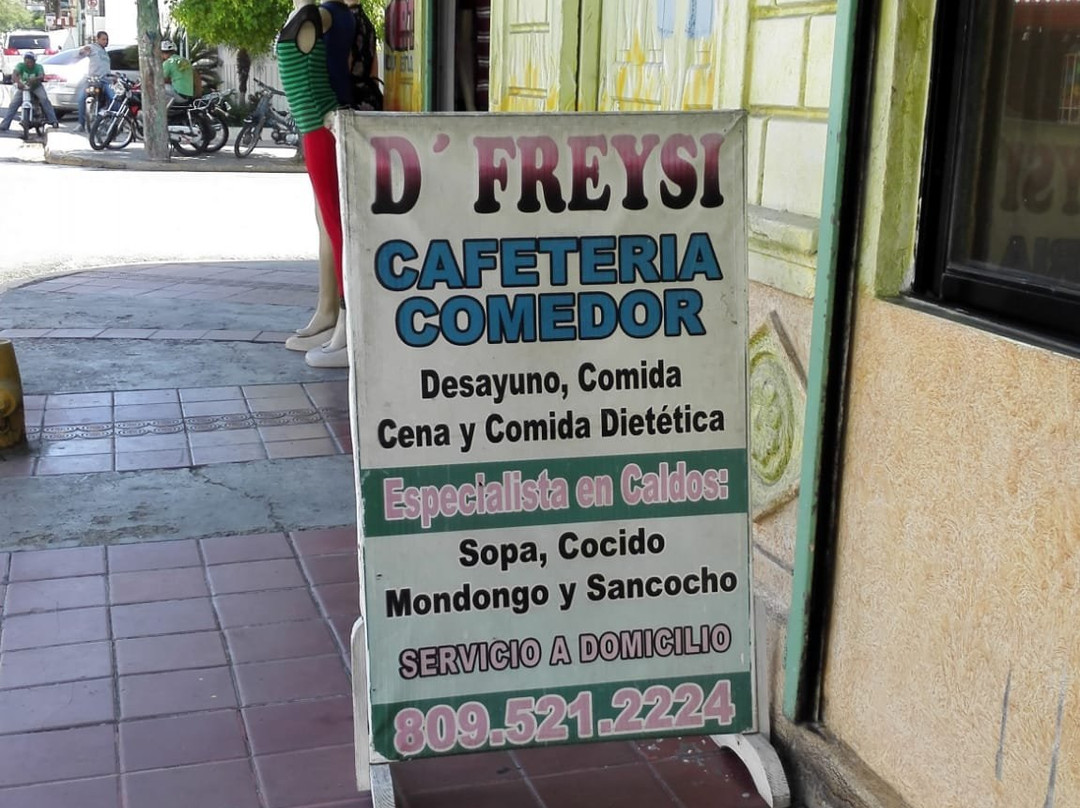 D´ FREYSI
CAFETERIA
COMEDOR
Desayuno, Comida
Cena y Comida Dietética
Especialista en Caldos:
Sopa, Cocido
Mondongo y Sancocho
SERVICIO A DOMICILIO
809.521.2224